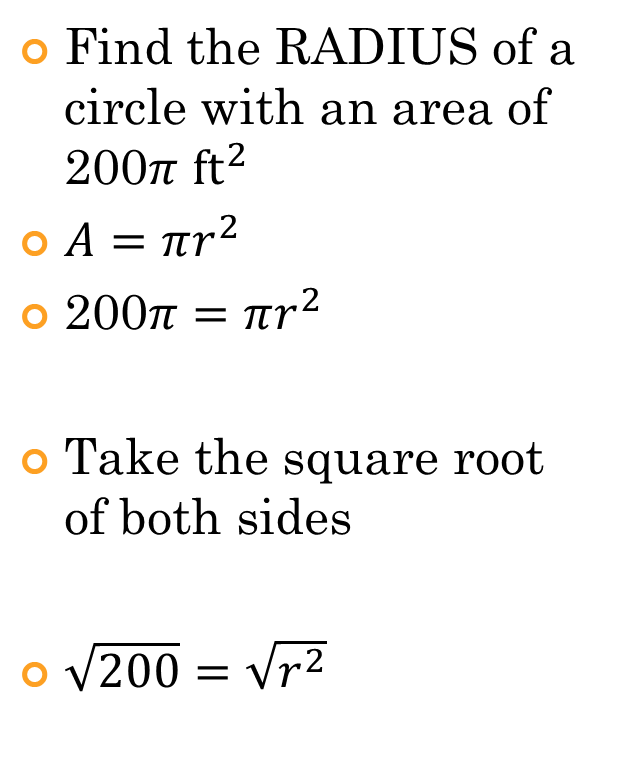 Find the RADIUS of a
circle with an area of
200𝜋 ft²
𝐴 = 𝜋𝑟²
200𝜋 = 𝜋𝑟²
Take the square root
of both sides
√200 = √𝑟²